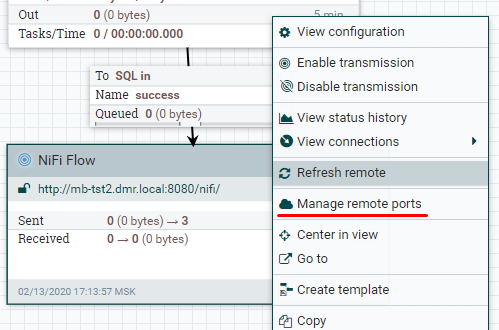 Out 0 (0 bytes) 5 min
Tasks/Time 0 / 00:00:00.000
To SQL in
Name success
Queued 0 (0 bytes)
NiFi Flow
http://mb-tst2.dmr.local:8080/nifi/
Sent 0 (0 bytes) → 3
Received 0 → 0 (0 bytes)
02/13/2020 17:13:57 MSK
View configuration
Enable transmission
Disable transmission
View status history
View connections
Refresh remote
Manage remote ports
Center in view
Go to
Create template
Copy